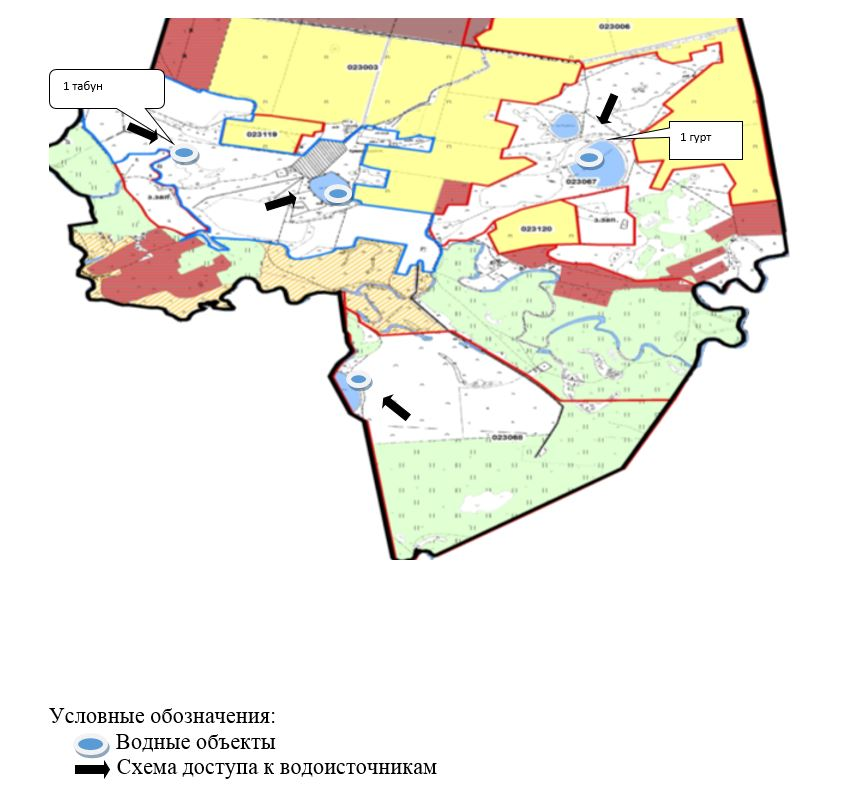 023006
023003
1 табун
023119
1 гурт
023067
023120
023068
Условные обозначения:
Водные объекты
Схема доступа к водоисточникам